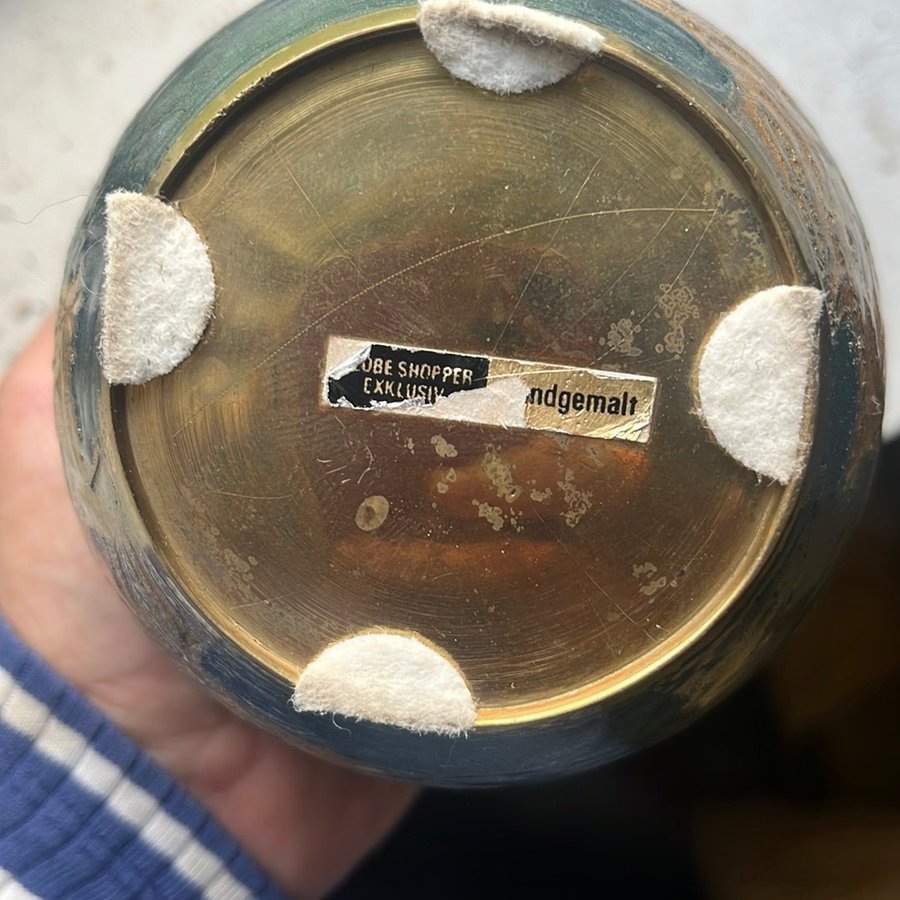 OBE SHOPPER
EXKLUSIV
ndgemalt